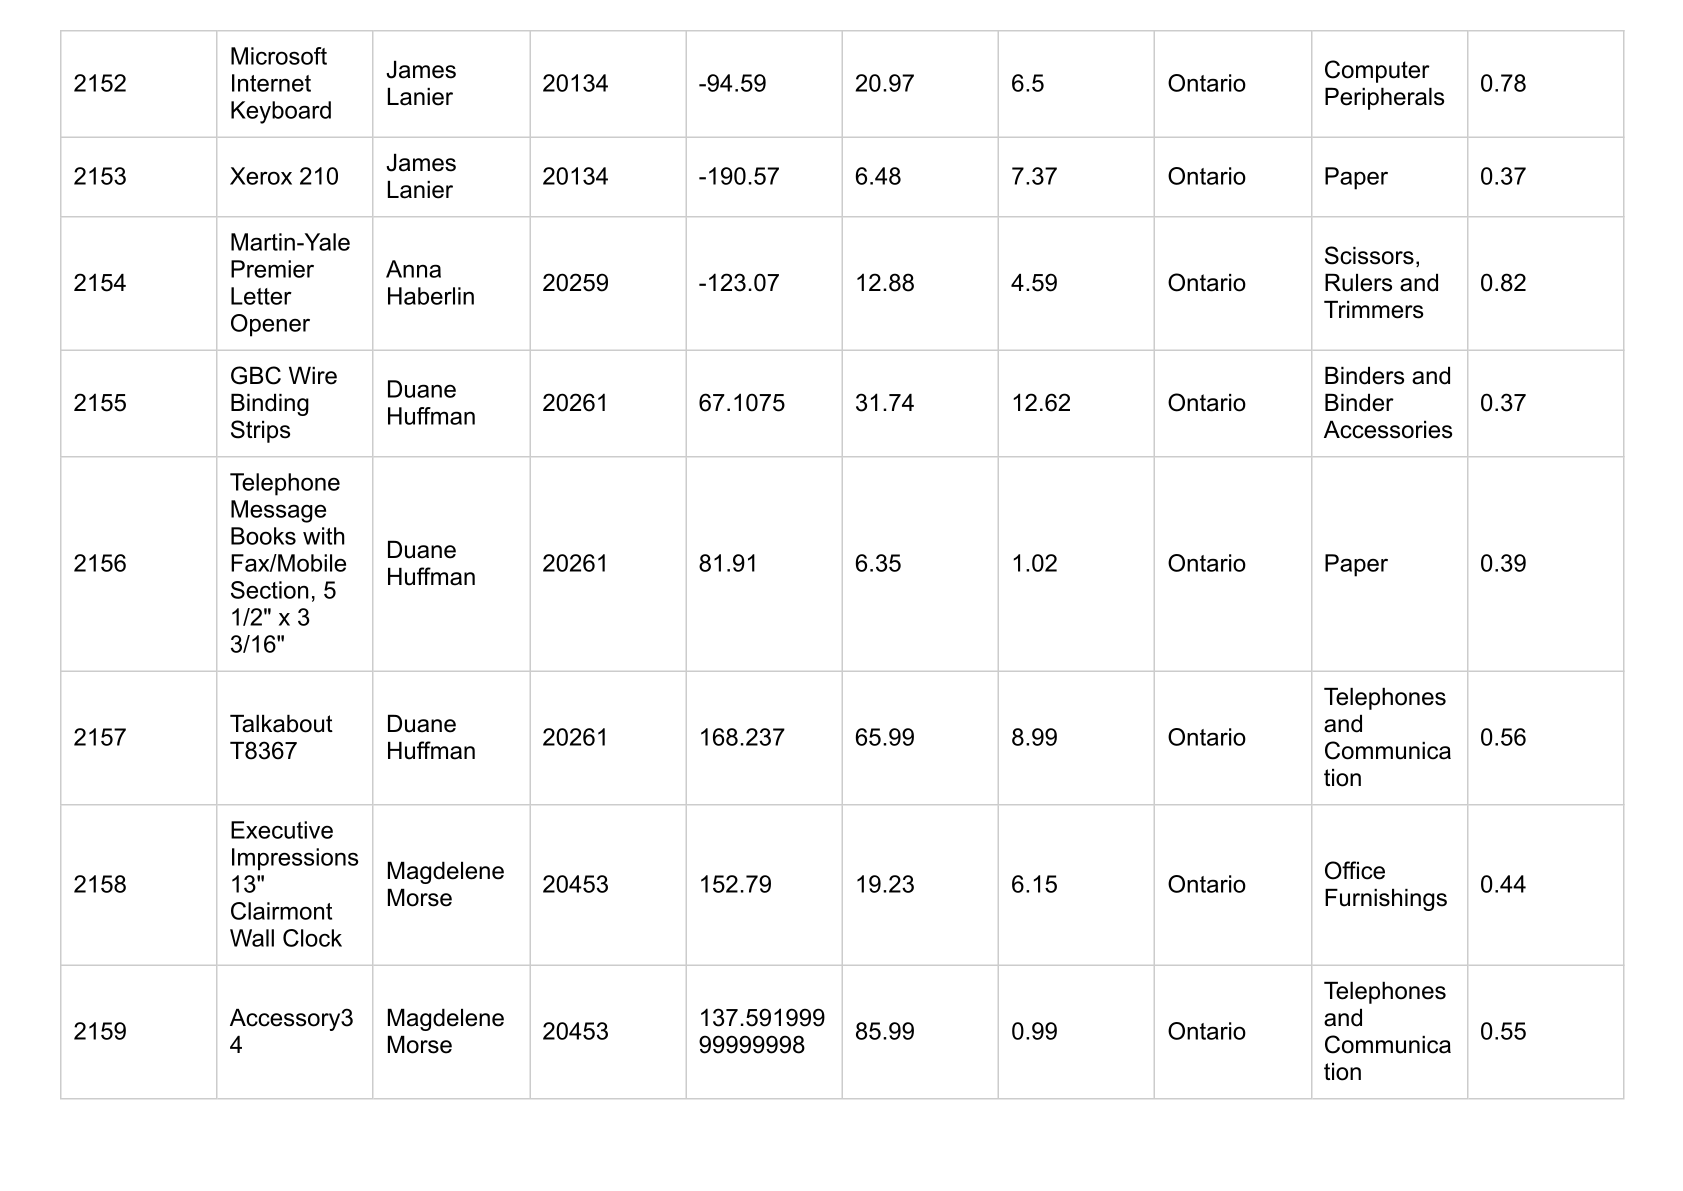 2152 Microsoft Internet Keyboard James Lanier 20134 -94.59 20.97 6.5 Ontario Computer Peripherals 0.78
2153 Xerox 210 James Lanier 20134 -190.57 6.48 7.37 Ontario Paper 0.37
2154 Martin-Yale Premier Letter Opener Anna Haberlin 20259 -123.07 12.88 4.59 Ontario Scissors, Rulers and Trimmers 0.82
2155 GBC Wire Binding Strips Duane Huffman 20261 67.1075 31.74 12.62 Ontario Binders and Binder Accessories 0.37
2156 Telephone Message Books with Fax/Mobile Section, 5 1/2" x 3 3/16" Duane Huffman 20261 81.91 6.35 1.02 Ontario Paper 0.39
2157 Talkabout T8367 Duane Huffman 20261 168.237 65.99 8.99 Ontario Telephones and Communication 0.56
2158 Executive Impressions 13" Clairmont Wall Clock Magdelene Morse 20453 152.79 19.23 6.15 Ontario Office Furnishings 0.44
2159 Accessory34 Magdelene Morse 20453 137.59199999999998 85.99 0.99 Ontario Telephones and Communication 0.55